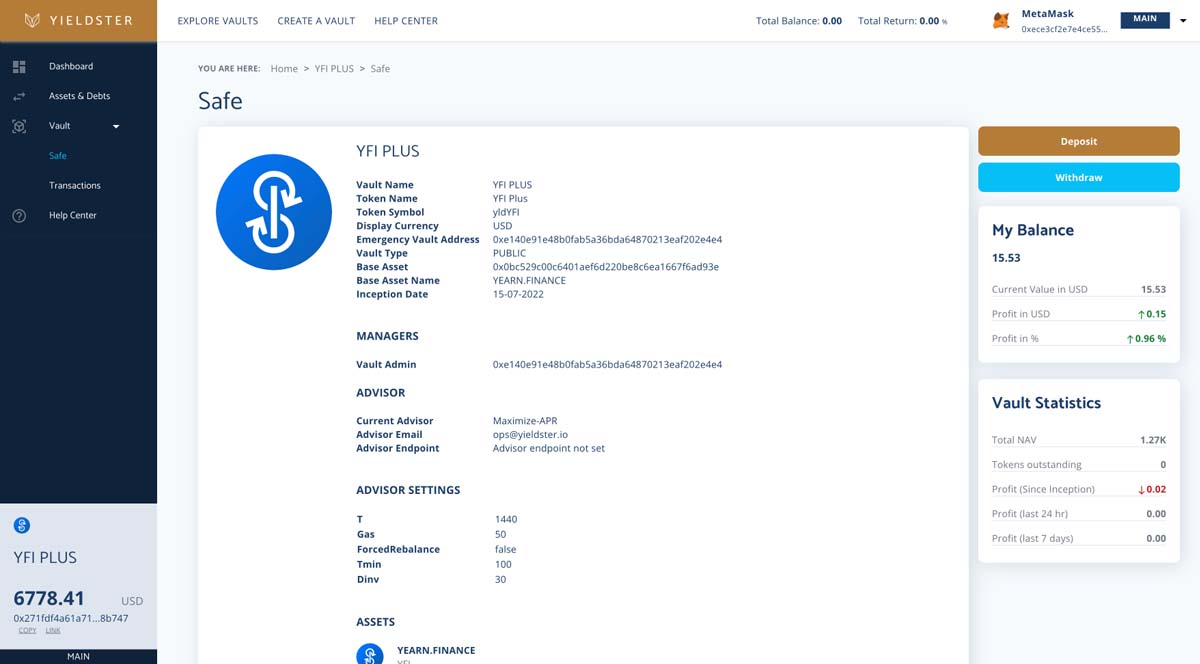 YIELDSTER
EXPLORE VAULTS CREATE A VAULT HELP CENTER
Total Balance: 0.00 Total Return: 0.00 %
MetaMask
0xece3cf2e7e4ce55...
MAIN
Dashboard
Assets & Debts
Vault
Safe
Transactions
Help Center
YFI PLUS
6778.41 USD
0x271fdf4a61a71...8b747
COPY LINK
MAIN
YOU ARE HERE: Home > YFI PLUS > Safe
Safe
YFI PLUS
Vault Name YFI PLUS
Token Name YFI Plus
Token Symbol yldYFI
Display Currency USD
Emergency Vault Address 0xe140e91e48b0fab5a36bda64870213eaf202e4e4
Vault Type PUBLIC
Base Asset 0x0bc529c00c6401aef6d220be8c6ea1667f6ad93e
Base Asset Name YEARN.FINANCE
Inception Date 15-07-2022
MANAGERS
Vault Admin 0xe140e91e48b0fab5a36bda64870213eaf202e4e4
ADVISOR
Current Advisor Maximize-APR
Advisor Email ops@yieldster.io
Advisor Endpoint Advisor endpoint not set
ADVISOR SETTINGS
T 1440
Gas 50
ForcedRebalance false
Tmin 100
Dinv 30
ASSETS
YEARN.FINANCE
YFI
Deposit
Withdraw
My Balance
15.53
Current Value in USD 15.53
Profit in USD ↑0.15
Profit in % ↑0.96 %
Vault Statistics
Total NAV 1.27K
Tokens outstanding 0
Profit (Since Inception) ↓0.02
Profit (last 24 hr) 0.00
Profit (last 7 days) 0.00